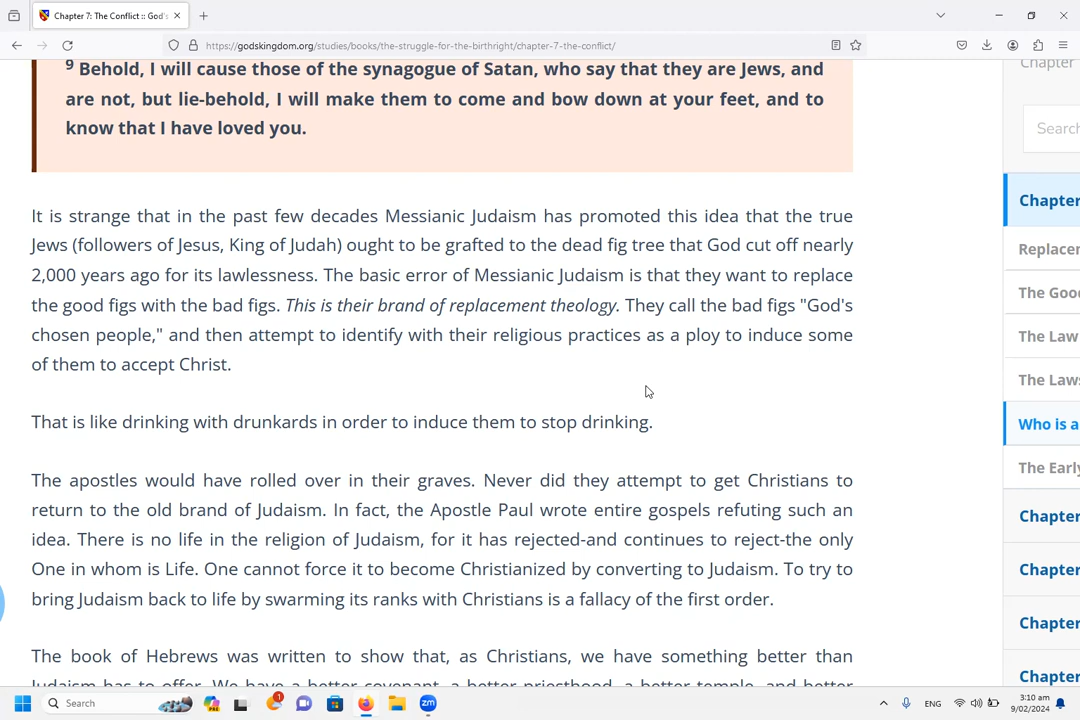 Chapter 7: The Conflict :: God's
https://godskingdom.org/studies/books/the-struggle-for-the-birthright/chapter-7-the-conflict/
9 Behold, I will cause those of the synagogue of Satan, who say that they are Jews, and
are not, but lie-behold, I will make them to come and bow down at your feet, and to
know that I have loved you.
It is strange that in the past few decades Messianic Judaism has promoted this idea that the true
Jews (followers of Jesus, King of Judah) ought to be grafted to the dead fig tree that God cut off nearly
2,000 years ago for its lawlessness. The basic error of Messianic Judaism is that they want to replace
the good figs with the bad figs. This is their brand of replacement theology. They call the bad figs "God's
chosen people," and then attempt to identify with their religious practices as a ploy to induce some
of them to accept Christ.
That is like drinking with drunkards in order to induce them to stop drinking.
The apostles would have rolled over in their graves. Never did they attempt to get Christians to
return to the old brand of Judaism. In fact, the Apostle Paul wrote entire gospels refuting such an
idea. There is no life in the religion of Judaism, for it has rejected-and continues to reject-the only
One in whom is Life. One cannot force it to become Christianized by converting to Judaism. To try to
bring Judaism back to life by swarming its ranks with Christians is a fallacy of the first order.
The book of Hebrews was written to show that, as Christians, we have something better than
Judaism has to offer. We have a better covenant, a better priesthood, a better temple, and better
Chapter
Search
Chapter
Replacen
The Good
The Law
The Laws
Who is a
The Early
Chapter
Chapter
Chapter
Chapter
Search
1
ENG
3:10 am
9/02/2024